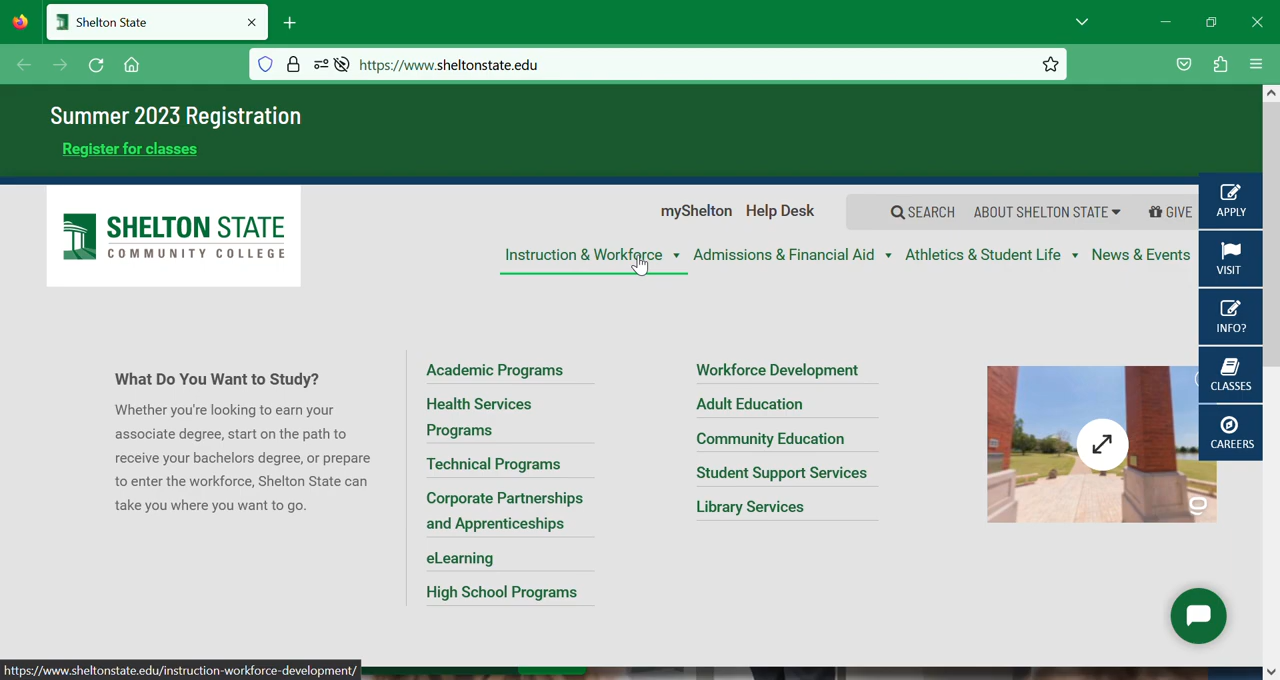 Shelton State
https://www.sheltonstate.edu
Summer 2023 Registration
Register for classes
SHELTON STATE
COMMUNITY COLLEGE
myShelton Help Desk
SEARCH ABOUT SHELTON STATE GIVE
Instruction & Workforce Admissions & Financial Aid Athletics & Student Life News & Events
APPLY
VISIT
INFO?
CLASSES
CAREERS
What Do You Want to Study?
Whether you're looking to earn your
associate degree, start on the path to
receive your bachelors degree, or prepare
to enter the workforce, Shelton State can
take you where you want to go.
Academic Programs
Health Services
Programs
Technical Programs
Corporate Partnerships
and Apprenticeships
eLearning
High School Programs
Workforce Development
Adult Education
Community Education
Student Support Services
Library Services
https://www.sheltonstate.edu/instruction-workforce-development/